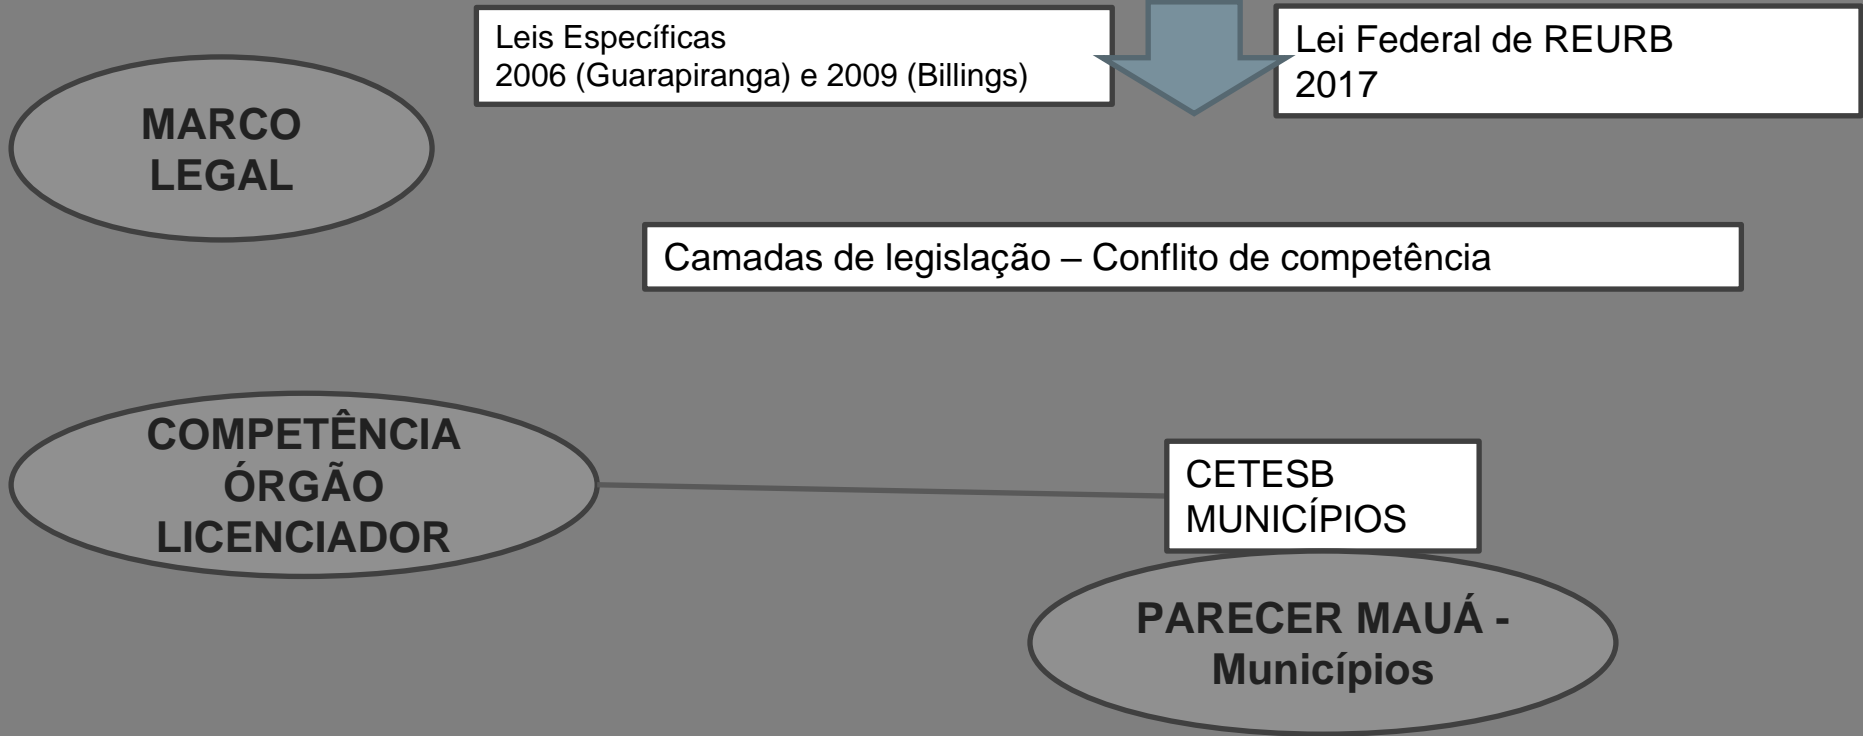 Leis Específicas
2006 (Guarapiranga) e 2009 (Billings)
Lei Federal de REURB
2017
MARCO
LEGAL
Camadas de legislação – Conflito de competência
COMPETÊNCIA
ÓRGÃO
LICENCIADOR
CETESB
MUNICÍPIOS
PARECER MAUÁ -
Municípios